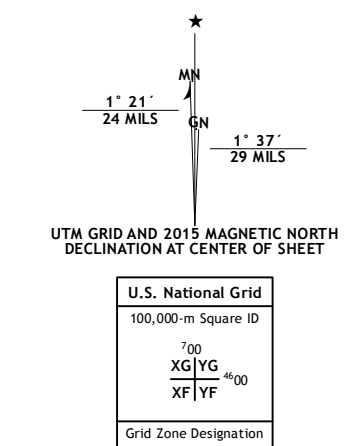 ★
MN
1° 21´
24 MILS
GN
1° 37´
29 MILS
UTM GRID AND 2015 MAGNETIC NORTH
DECLINATION AT CENTER OF SHEET
U.S. National Grid
100,000-m Square ID
⁷00
XG YG
⁴⁶00
XF YF
Grid Zone Designation